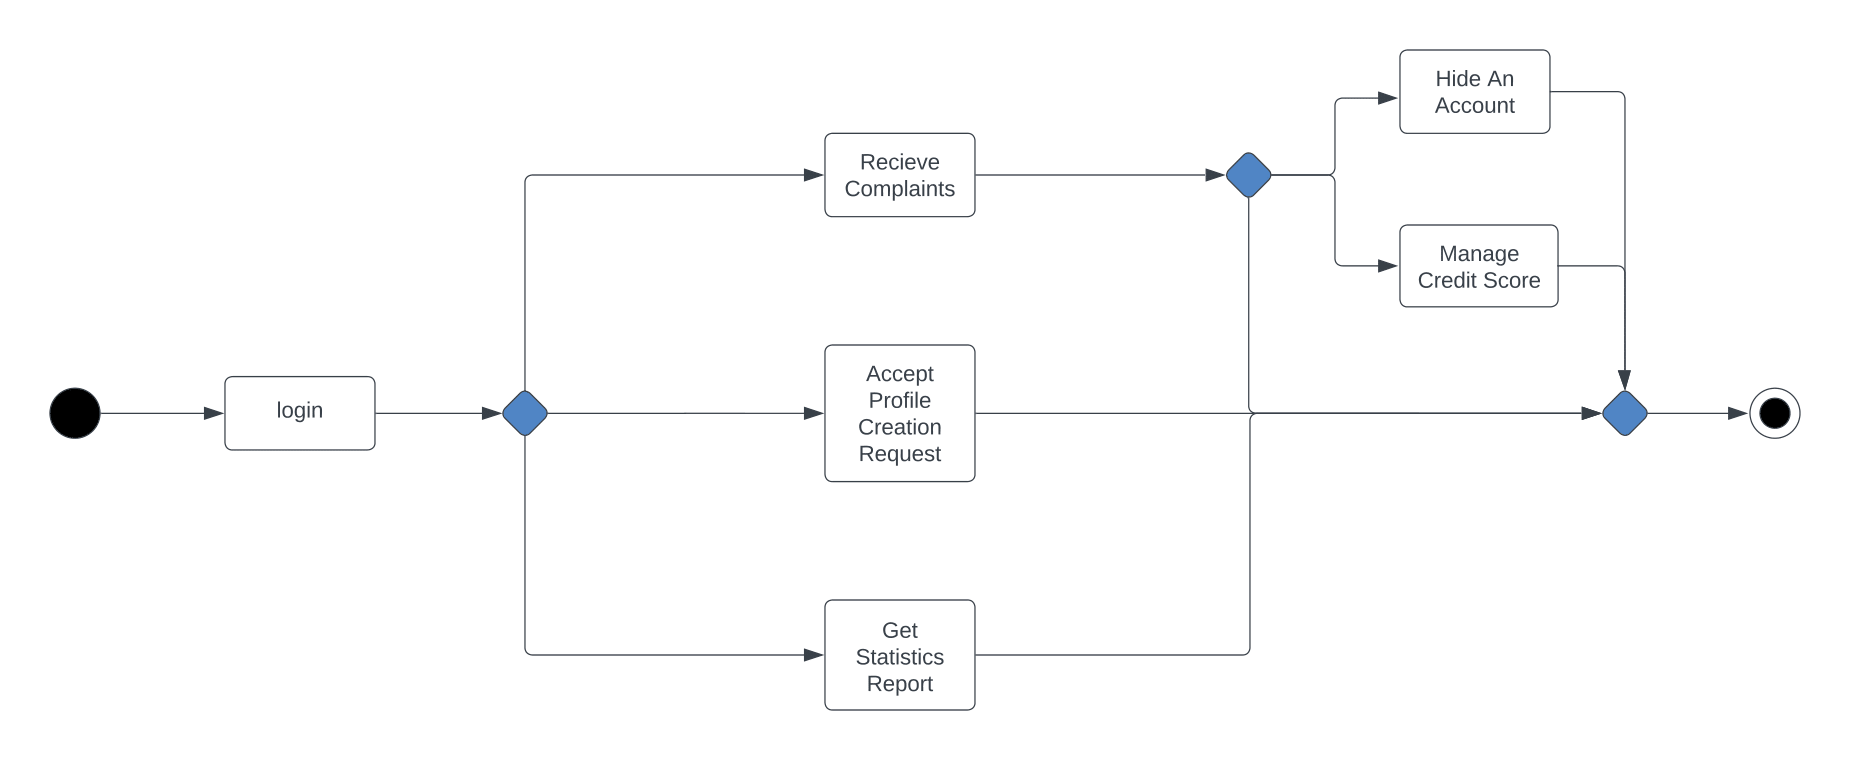 Hide An
Account
Recieve
Complaints
Manage
Credit Score
login
Accept
Profile
Creation
Request
Get
Statistics
Report